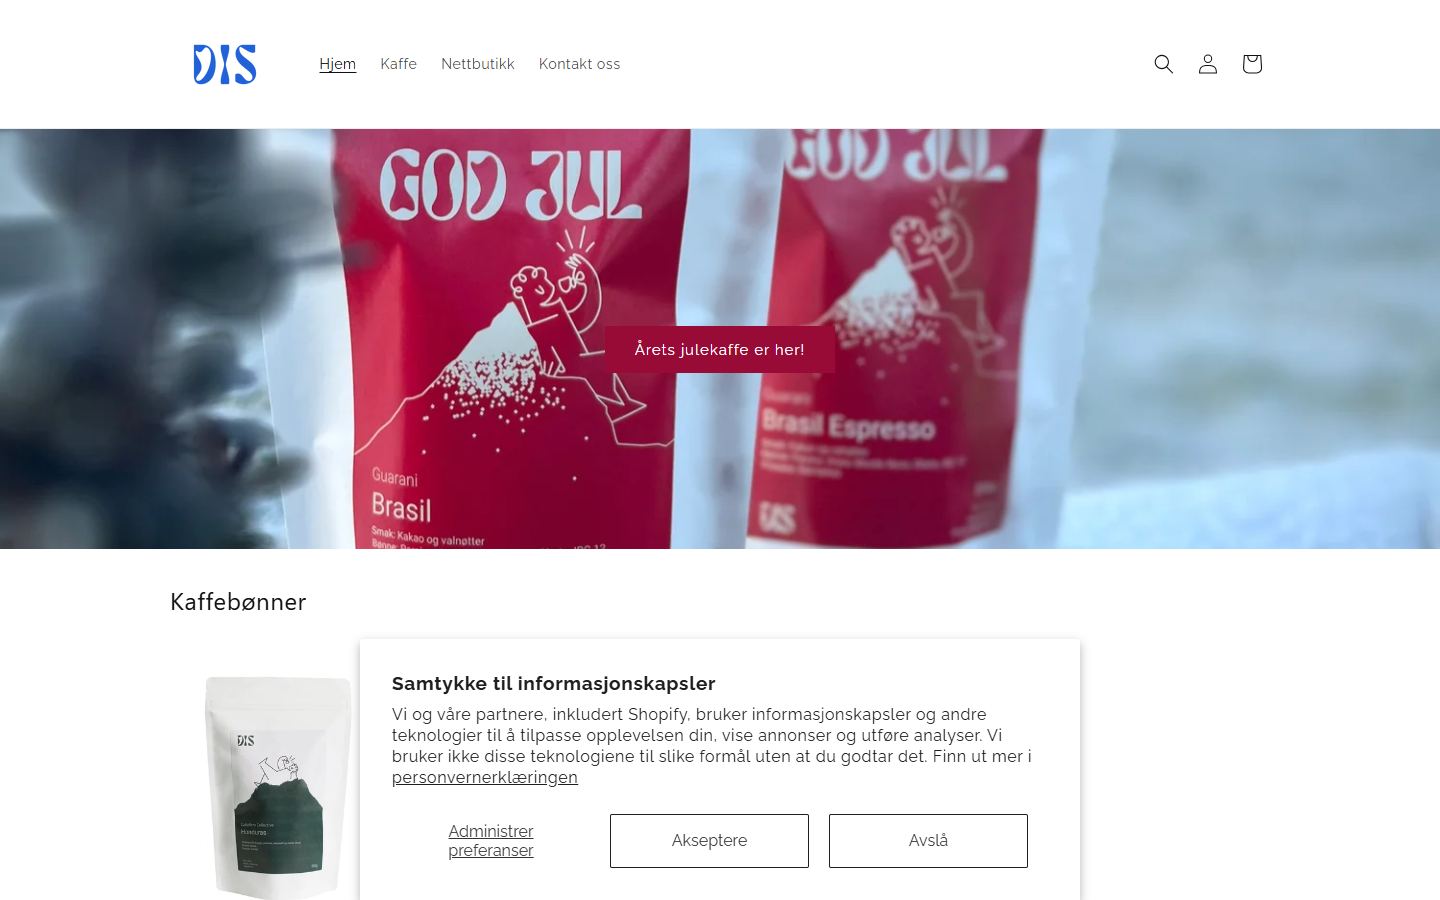 DIS
Hjem
Kaffe
Nettbutikk
Kontakt oss
GOD JUL
GOD JUL
Årets julekaffe er her!
Guarani
Brasil
Smak: Kakao og valnøtter
Guarani
Brasil Espresso
DIS
Kaffebønner
DIS
Honduras
Samtykke til informasjonskapsler
Vi og våre partnere, inkludert Shopify, bruker informasjonskapsler og andre
teknologier til å tilpasse opplevelsen din, vise annonser og utføre analyser. Vi
bruker ikke disse teknologiene til slike formål uten at du godtar det. Finn ut mer i
personvernerklæringen
Administrer
preferanser
Akseptere
Avslå